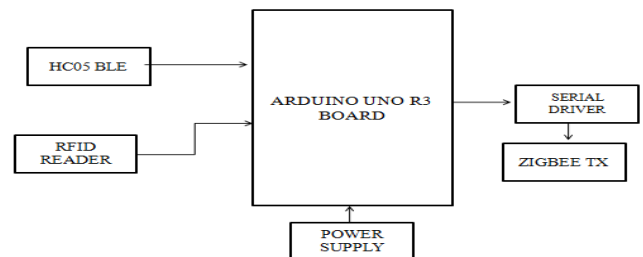 HC05 BLE
RFID
READER
ARDUINO UNO R3
BOARD
SERIAL
DRIVER
ZIGBEE TX
POWER
SUPPLY